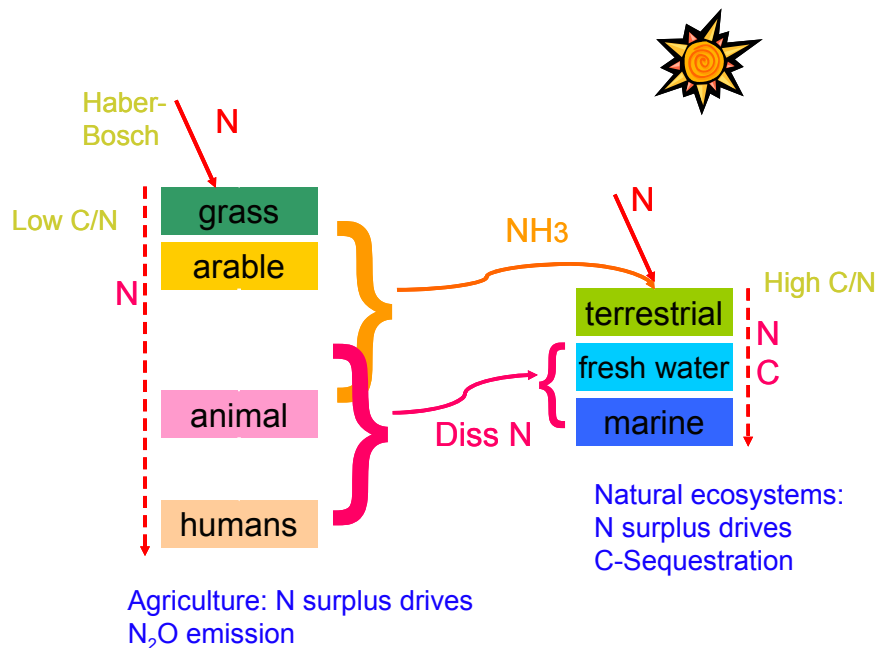 Haber-
Bosch
N
Low C/N
grass
arable
N
animal
humans
NH3
Diss N
N
High C/N
terrestrial
fresh water
marine
N
C
Natural ecosystems:
N surplus drives
C-Sequestration
Agriculture: N surplus drives
N₂O emission